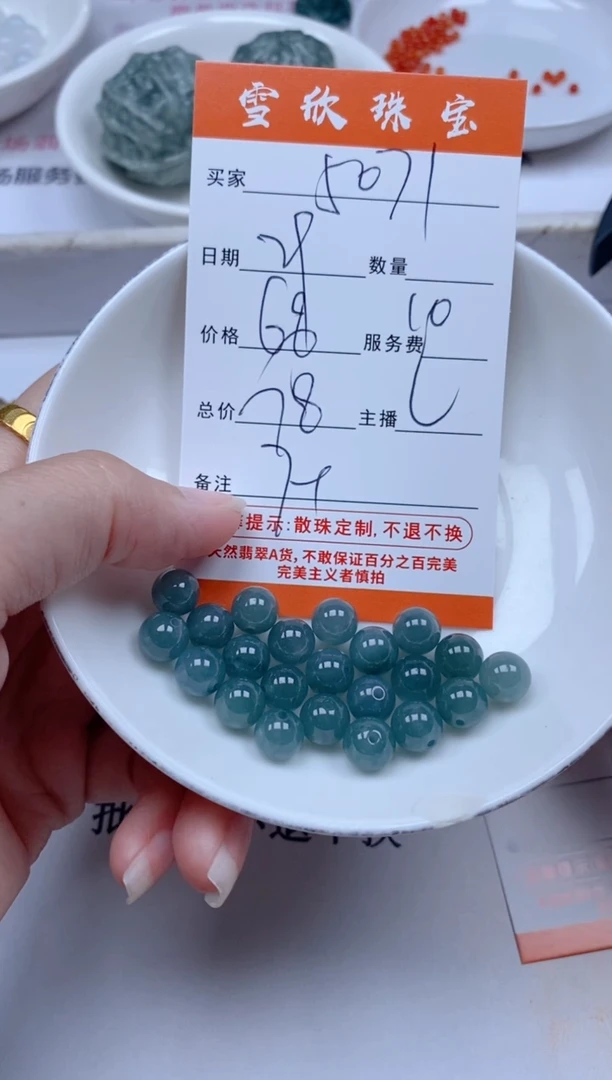 雪欣珠宝
买家 5071
日期 数量
价格 68 服务费 10
总价 78 主播
备注
提示:散珠定制,不退不换
天然翡翠A货,不敢保证百分之百完美
完美主义者慎拍